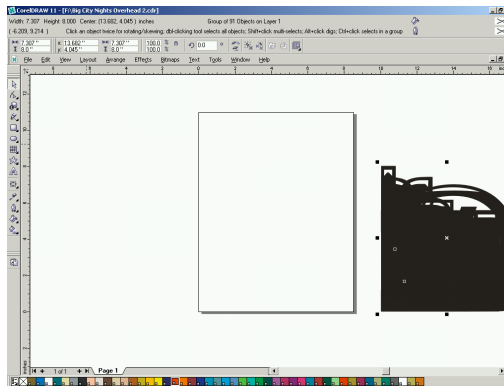 CorelDRAW 11 - [F:\Big City Nights Overhead 2.cdr]
Width: 7.307 Height: 8.000 Center: (13.682, 4.045 ) inches Group of 91 Objects on Layer 1
( -6.209, 9.214 ) Click an object twice for rotating/skewing; dbl-clicking tool selects all objects; Shift+click multi-selects; Alt+click digs; Ctrl+click selects in a group
7.307 " x: 13.682 " 7.307 " 100.0 % 0.0 °
8.0 " y: 4.045 " 8.0 " 100.0 %
File Edit View Layout Arrange Effects Bitmaps Text Tools Window Help
1 of 1 Page 1
inches